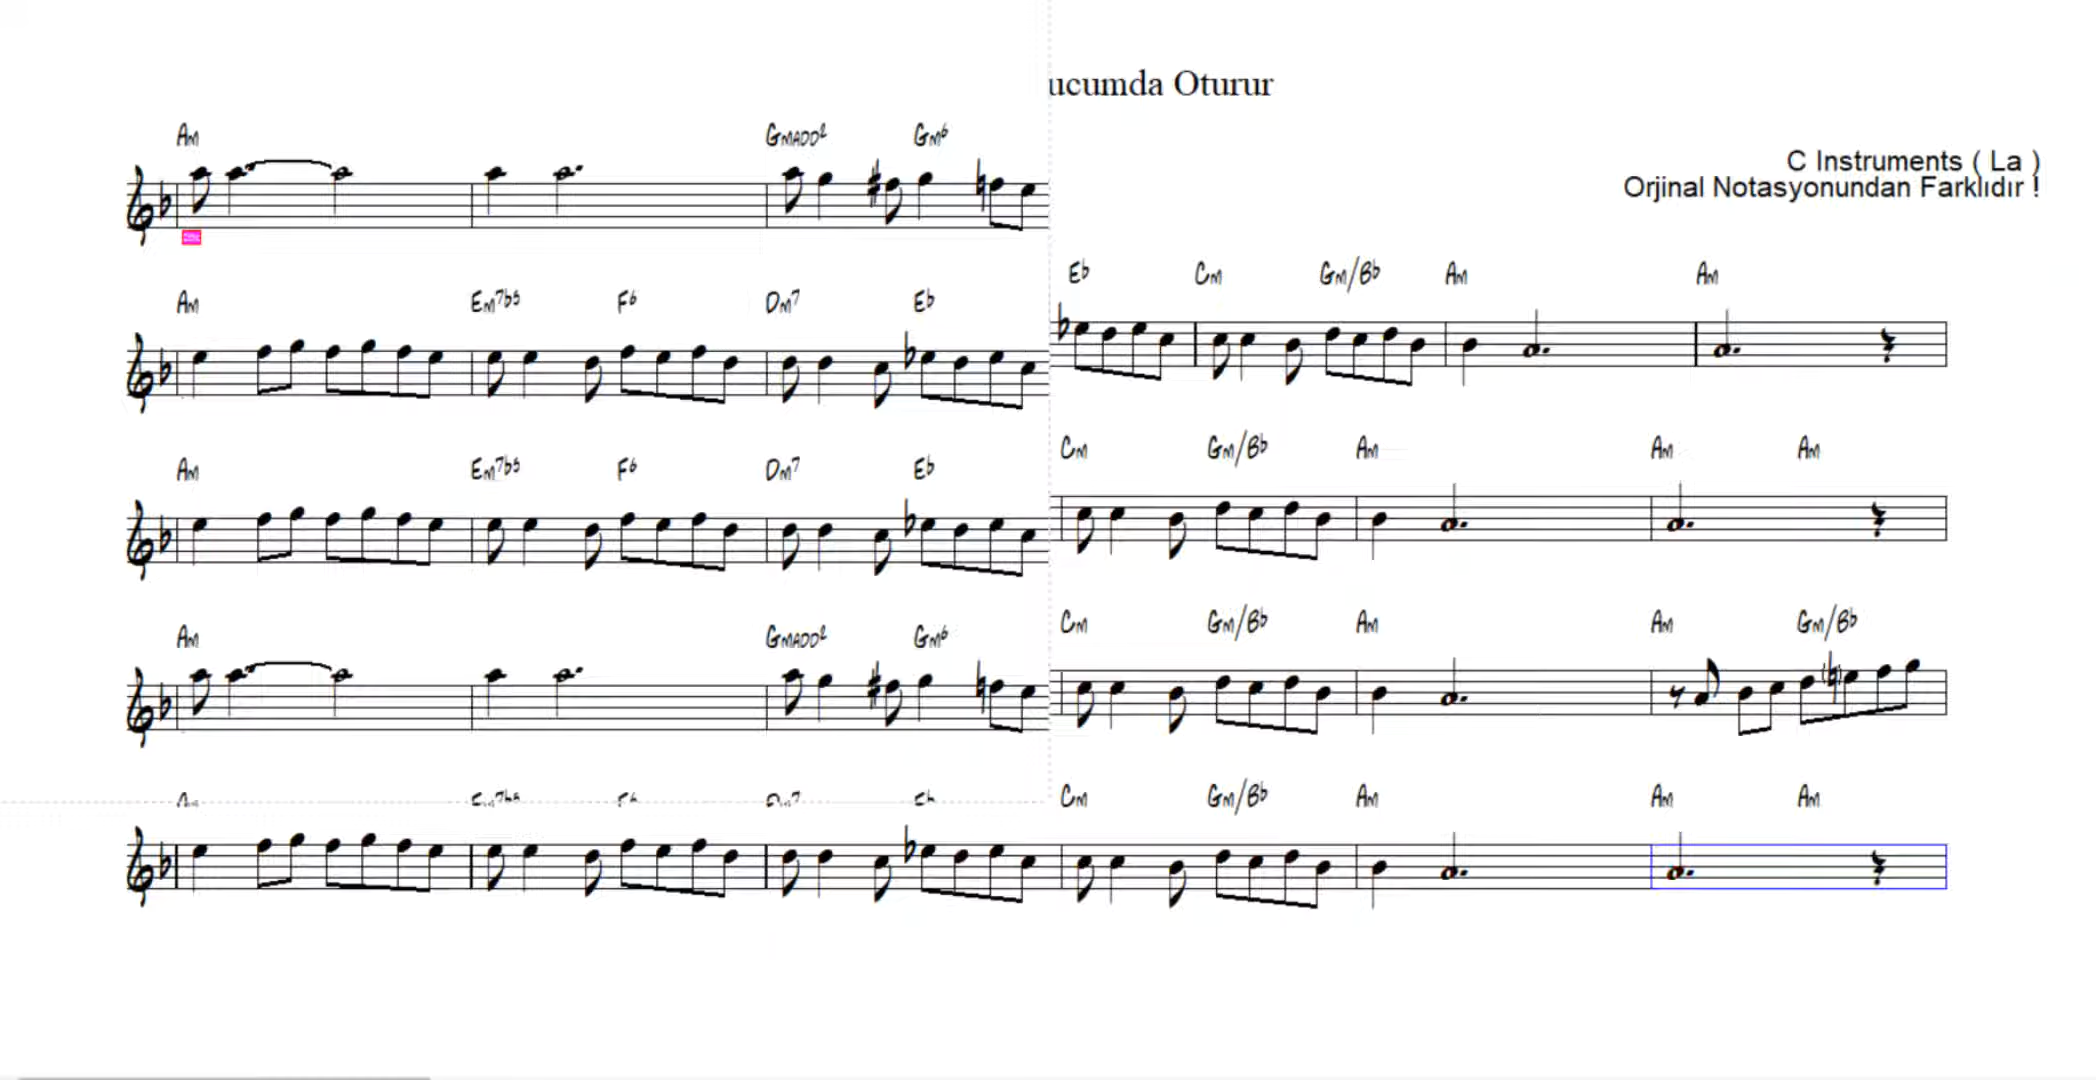 ucumda Oturur
C Instruments ( La )
Orjinal Notasyonundan Farklıdır !
Am Gmadd2 Gm6
Eb Cm Gm/Bb Am Am
Am Em7b5 F6 Dm7 Eb
Cm Gm/Bb Am Am Am
Am Em7b5 F6 Dm7 Eb
Cm Gm/Bb Am Am Gm/Bb
Am Gmadd2 Gm6
Cm Gm/Bb Am Am Am